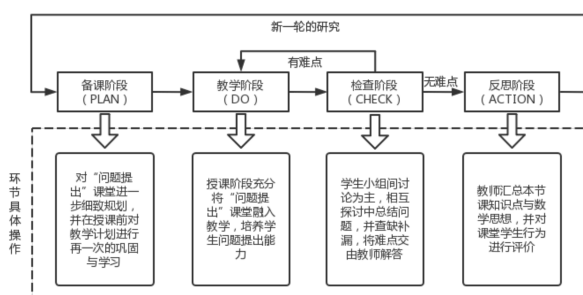 新一轮的研究
有难点
备课阶段
（PLAN）
教学阶段
（DO）
检查阶段
（CHECK）
无难点
反思阶段
（ACTION）
环节具体操作
对“问题提
出”课堂进一
步细致规划，
并在授课前对
教学计划进行
再一次的巩固
与学习
授课阶段充分
将“问题提
出”课堂融入
教学，培养学
生问题提出能
力
学生小组间讨
论为主，相互
探讨中总结问
题，并查缺补
漏，将难点交
由教师解答
教师汇总本节
课知识点与数
学思想，并对
课堂学生行为
进行评价